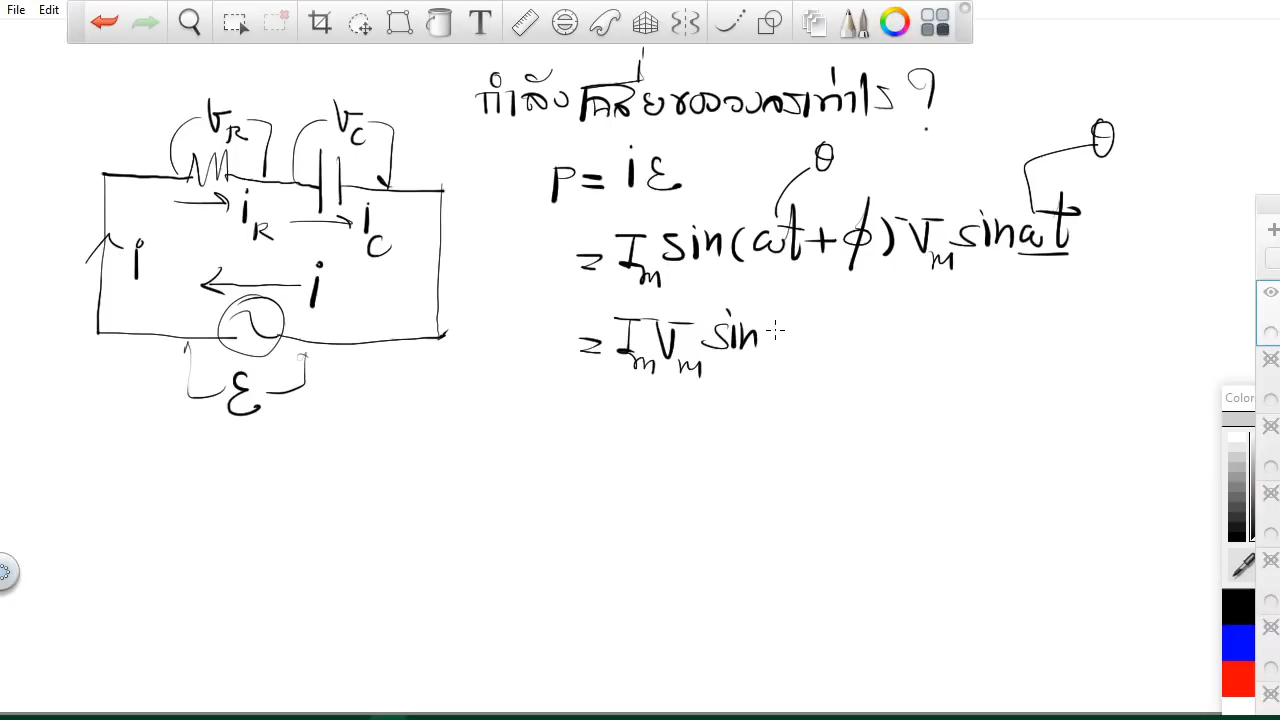 File Edit
กำลังเฉลี่ยของวงจรเท่าไร ?
v_R v_C
θ θ
P = iε
i_R i_C
= I_m sin(ωt+φ) V_m sin ωt
i i
= I_m V_m sin
ε
Color